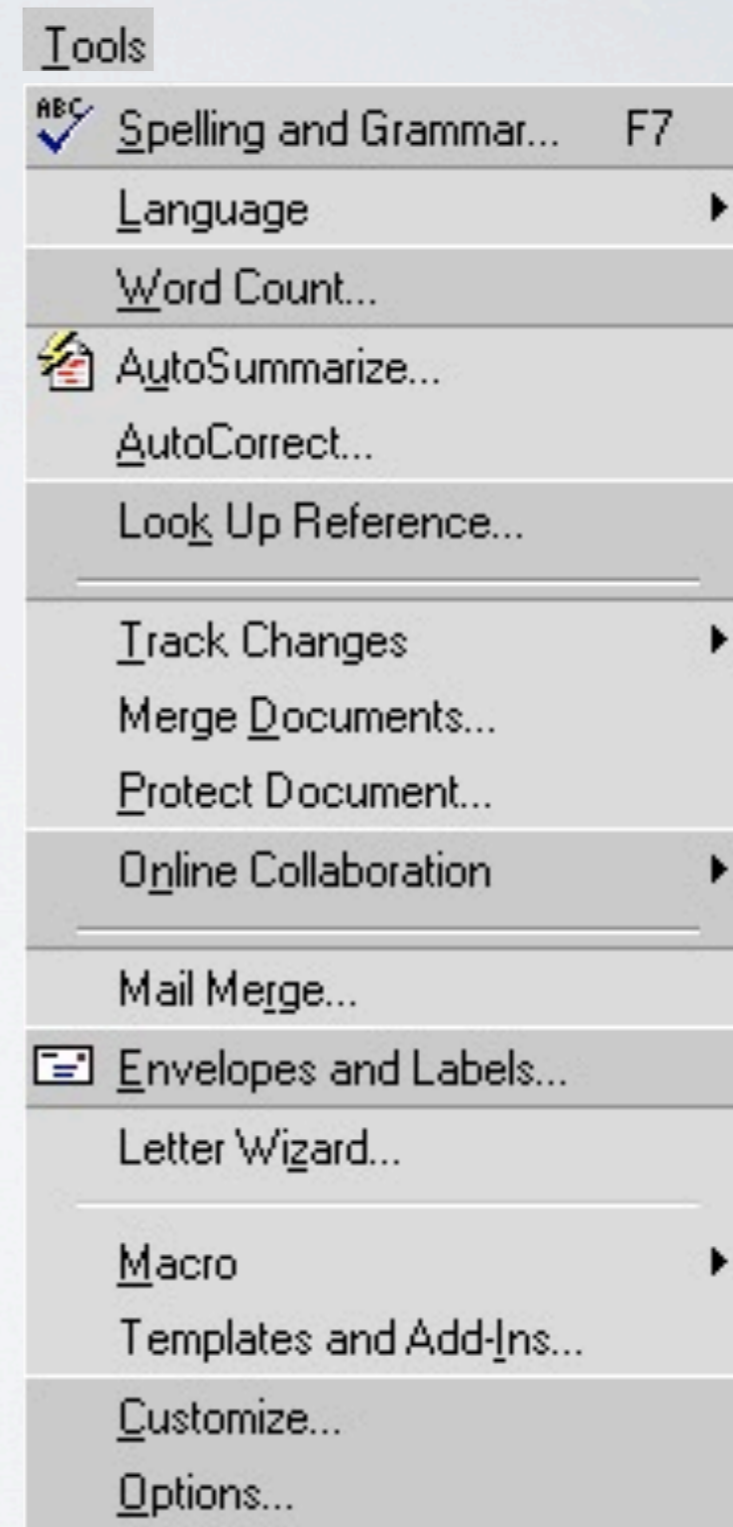 Tools
ABC Spelling and Grammar... F7
Language
Word Count...
AutoSummarize...
AutoCorrect...
Look Up Reference...
Track Changes
Merge Documents...
Protect Document...
Online Collaboration
Mail Merge...
Envelopes and Labels...
Letter Wizard...
Macro
Templates and Add-Ins...
Customize...
Options...